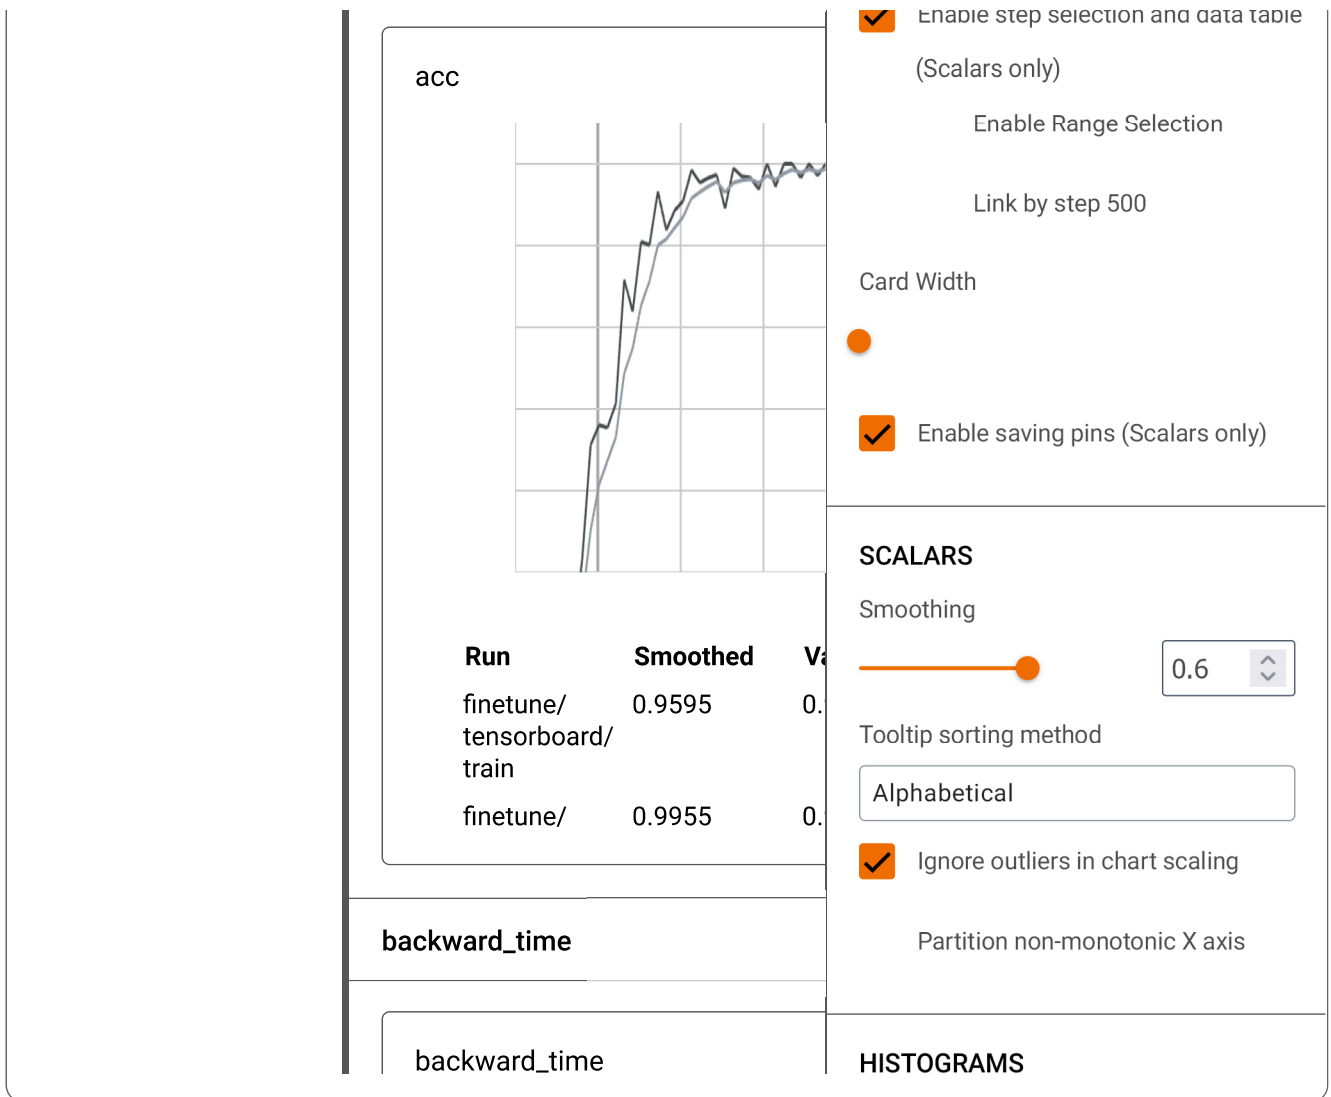 acc
Run Smoothed
finetune/ 0.9595 0.
tensorboard/
train
finetune/ 0.9955 0.
backward_time
backward_time
Enable step selection and data table
(Scalars only)
Enable Range Selection
Link by step 500
Card Width
Enable saving pins (Scalars only)
SCALARS
Smoothing
0.6
Tooltip sorting method
Alphabetical
Ignore outliers in chart scaling
Partition non-monotonic X axis
HISTOGRAMS